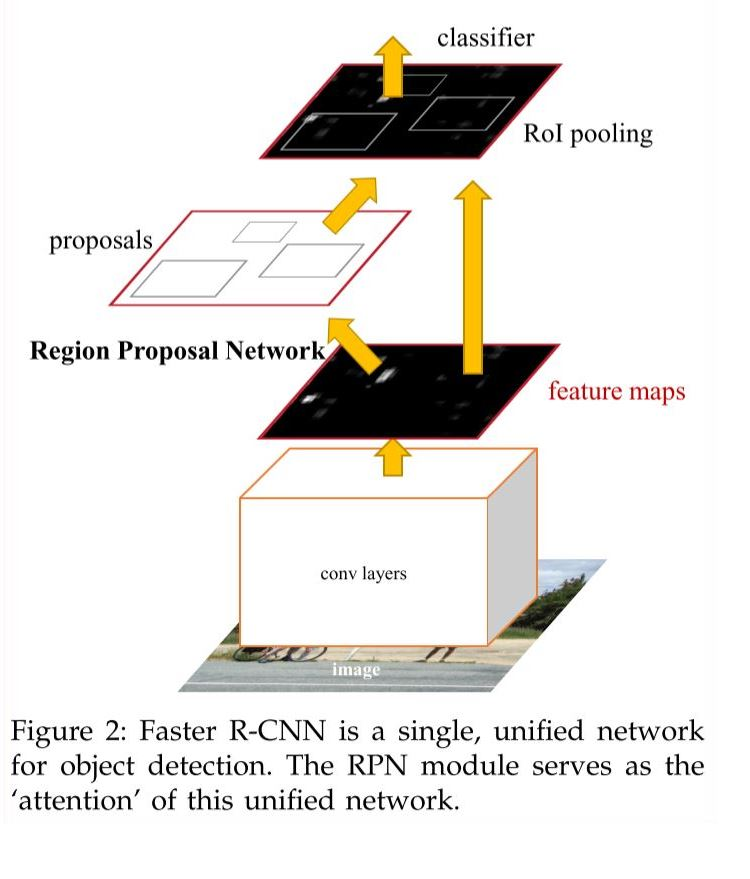 classifier
RoI pooling
proposals
Region Proposal Network
feature maps
conv layers
image
Figure 2: Faster R-CNN is a single, unified network
for object detection. The RPN module serves as the
‘attention’ of this unified network.